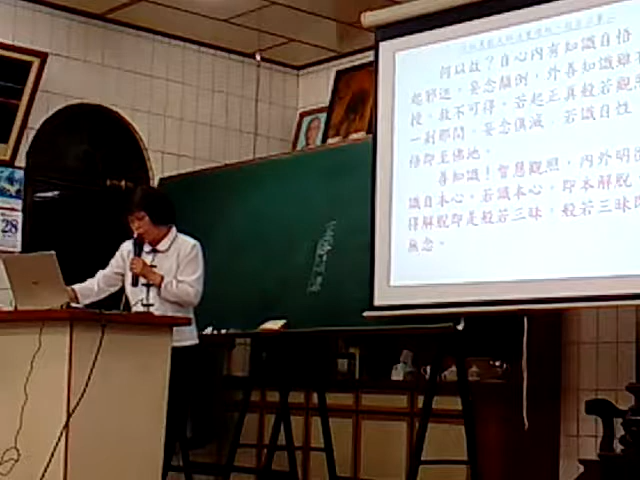 何以故?自心內有知識自悟
起邪迷,妄念顛倒,外善知識雖有
授,救不可得。若起正真般若觀照
一剎那間,妄念俱滅。若識自性
悟即至佛地。
善知識!智慧觀照,內外明
識自本心。若識本心,即本解脫
得解脫即是般若三昧,般若三昧即
無念。
28